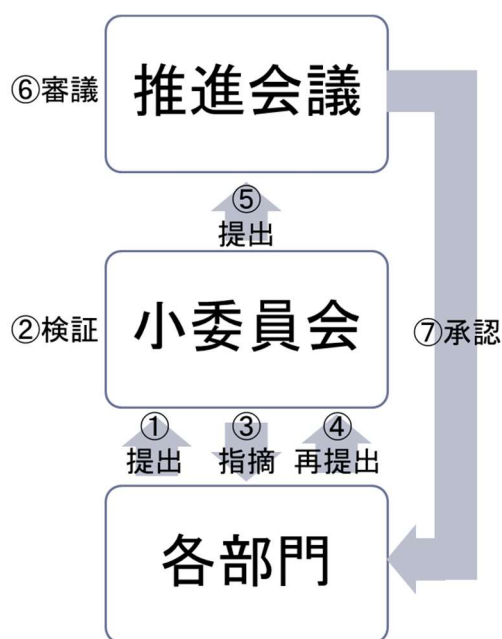 ⑥審議
推進会議
⑤
提出
②検証
小委員会
⑦承認
①
提出
③
指摘
④
再提出
各部門